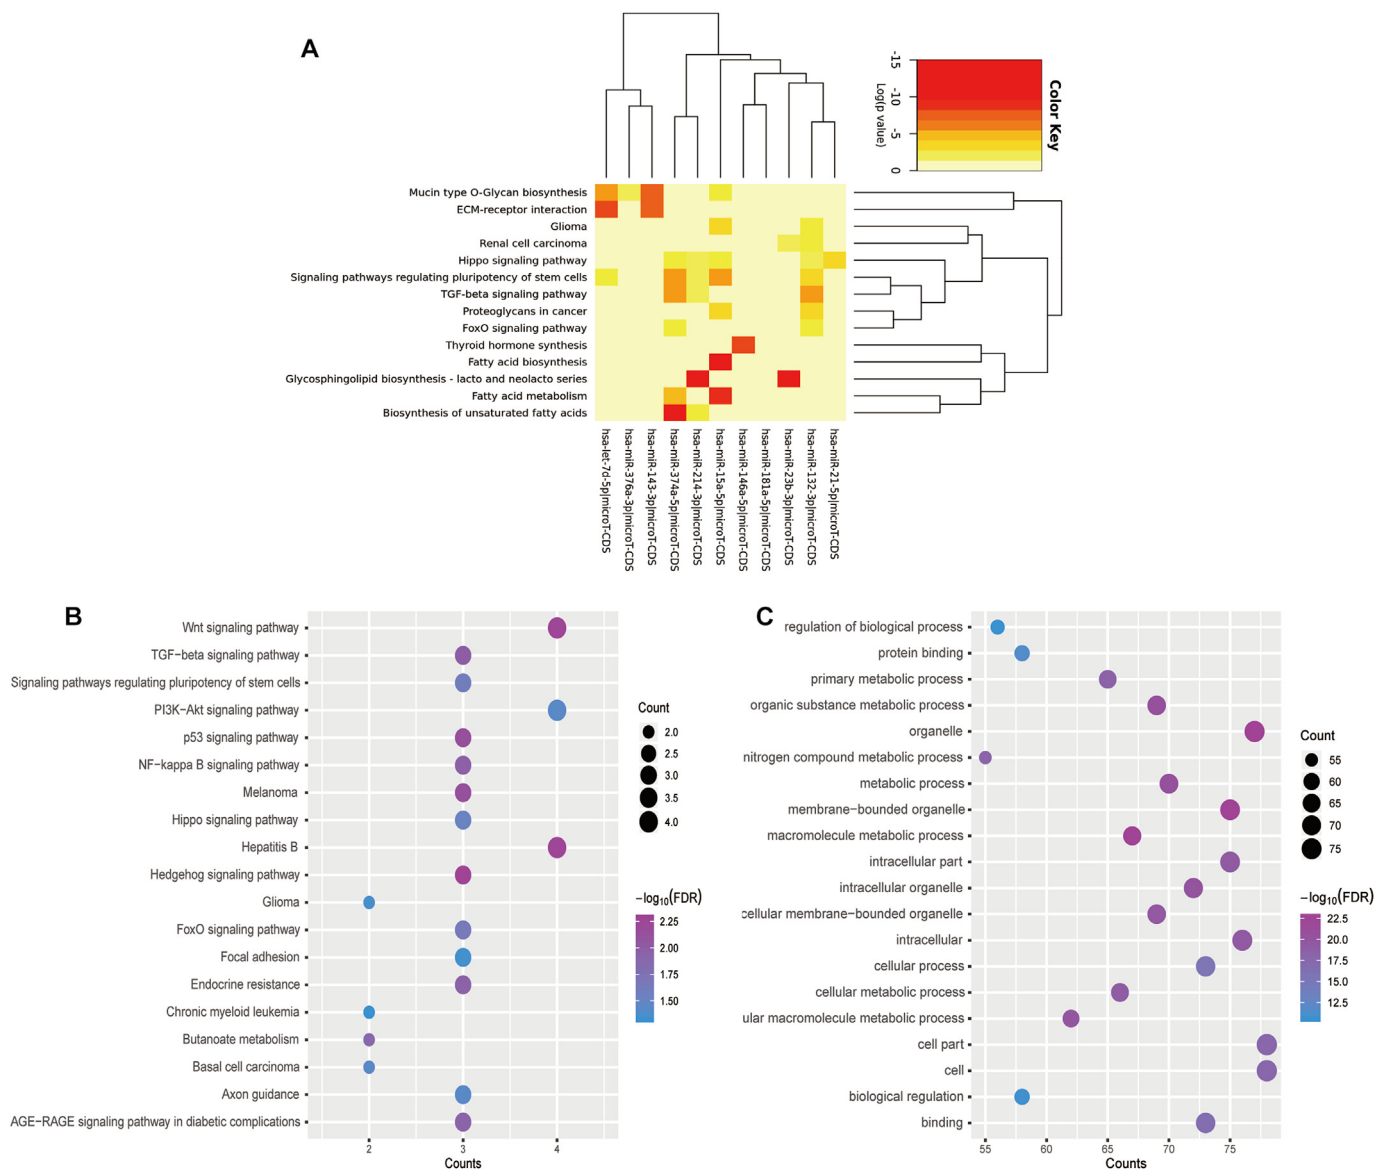 A
-15
-10
-5
0
Log(p value)
Color Key
Mucin type O-Glycan biosynthesis
ECM-receptor interaction
Glioma
Renal cell carcinoma
Hippo signaling pathway
Signaling pathways regulating pluripotency of stem cells
TGF-beta signaling pathway
Proteoglycans in cancer
FoxO signaling pathway
Thyroid hormone synthesis
Fatty acid biosynthesis
Glycosphingolipid biosynthesis - lacto and neolacto series
Fatty acid metabolism
Biosynthesis of unsaturated fatty acids
hsa-let-7d-5p|microT-CDS
hsa-miR-376a-3p|microT-CDS
hsa-miR-143-3p|microT-CDS
hsa-miR-374a-5p|microT-CDS
hsa-miR-214-3p|microT-CDS
hsa-miR-15a-5p|microT-CDS
hsa-miR-146a-5p|microT-CDS
hsa-miR-181a-5p|microT-CDS
hsa-miR-23b-3p|microT-CDS
hsa-miR-132-3p|microT-CDS
hsa-miR-21-5p|microT-CDS
B
Wnt signaling pathway
TGF−beta signaling pathway
Signaling pathways regulating pluripotency of stem cells
PI3K−Akt signaling pathway
p53 signaling pathway
NF−kappa B signaling pathway
Melanoma
Hippo signaling pathway
Hepatitis B
Hedgehog signaling pathway
Glioma
FoxO signaling pathway
Focal adhesion
Endocrine resistance
Chronic myeloid leukemia
Butanoate metabolism
Basal cell carcinoma
Axon guidance
AGE−RAGE signaling pathway in diabetic complications
2 3 4
Counts
Count
2.0
2.5
3.0
3.5
4.0
−log10(FDR)
2.25
2.00
1.75
1.50
C
regulation of biological process
protein binding
primary metabolic process
organic substance metabolic process
organelle
nitrogen compound metabolic process
metabolic process
membrane−bounded organelle
macromolecule metabolic process
intracellular part
intracellular organelle
cellular membrane−bounded organelle
intracellular
cellular process
cellular metabolic process
ular macromolecule metabolic process
cell part
cell
biological regulation
binding
55 60 65 70 75
Counts
Count
55
60
65
70
75
−log10(FDR)
22.5
20.0
17.5
15.0
12.5